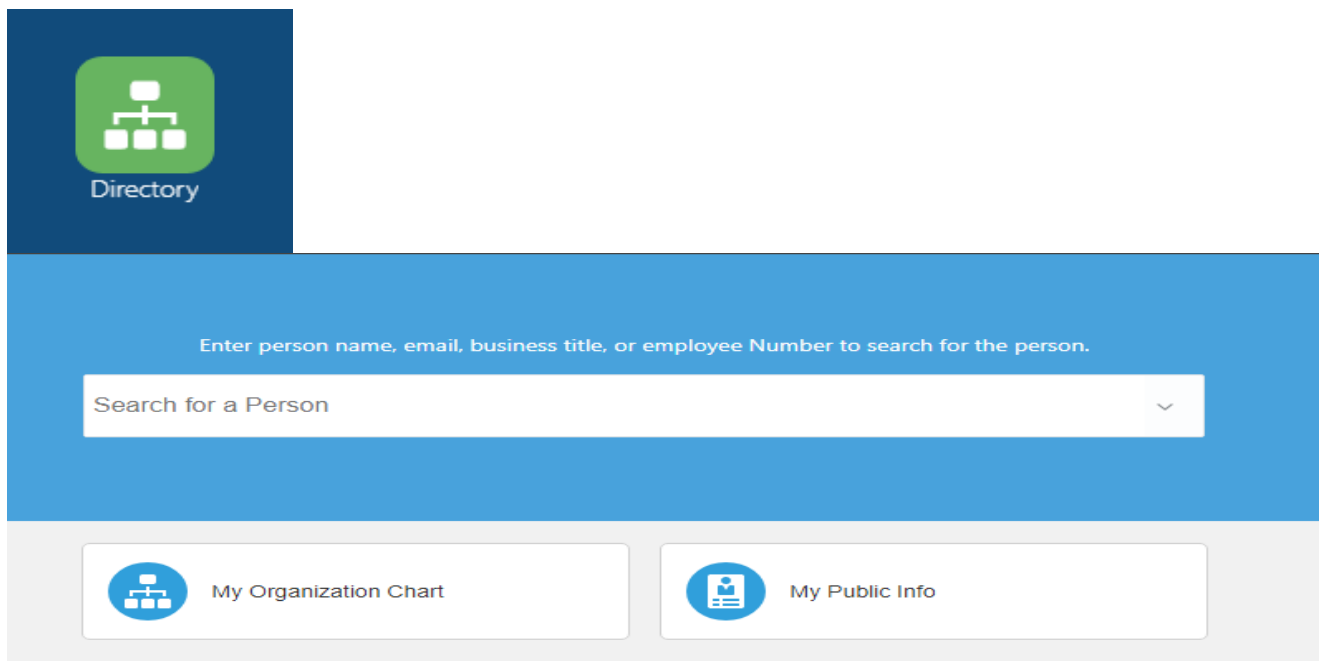 Directory
Enter person name, email, business title, or employee Number to search for the person.
Search for a Person
My Organization Chart
My Public Info